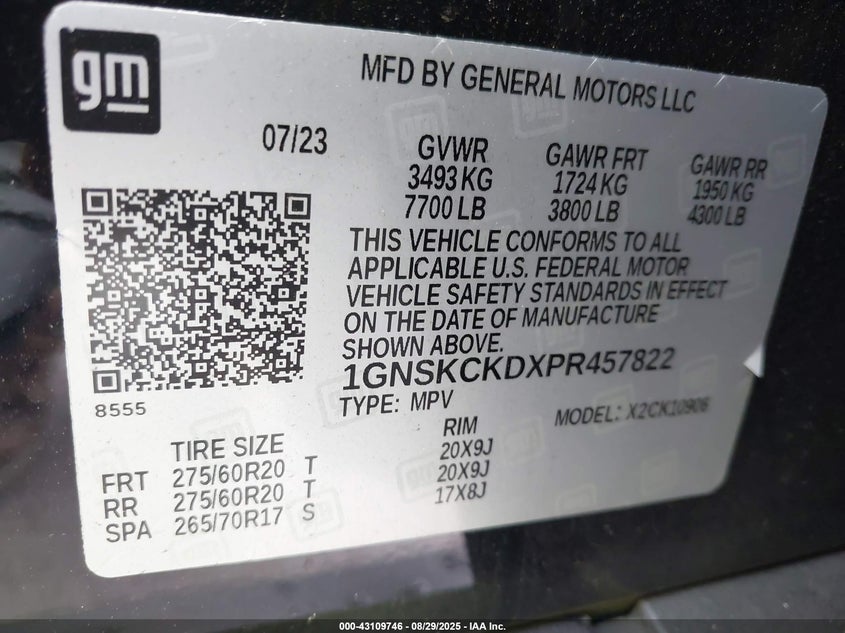 gm
MFD BY GENERAL MOTORS LLC
07/23
GVWR GAWR FRT GAWR RR
3493 KG 1724 KG 1950 KG
7700 LB 3800 LB 4300 LB
THIS VEHICLE CONFORMS TO ALL
APPLICABLE U.S. FEDERAL MOTOR
VEHICLE SAFETY STANDARDS IN EFFECT
ON THE DATE OF MANUFACTURE
SHOWN ABOVE.
1GNSKCKDXPR457822
8555
TYPE: MPV MODEL: X2CK10906
TIRE SIZE RIM
FRT 275/60R20 T 20X9J
RR 275/60R20 T 20X9J
SPA 265/70R17 S 17X8J
000-43109746 - 08/29/2025 - IAA Inc.